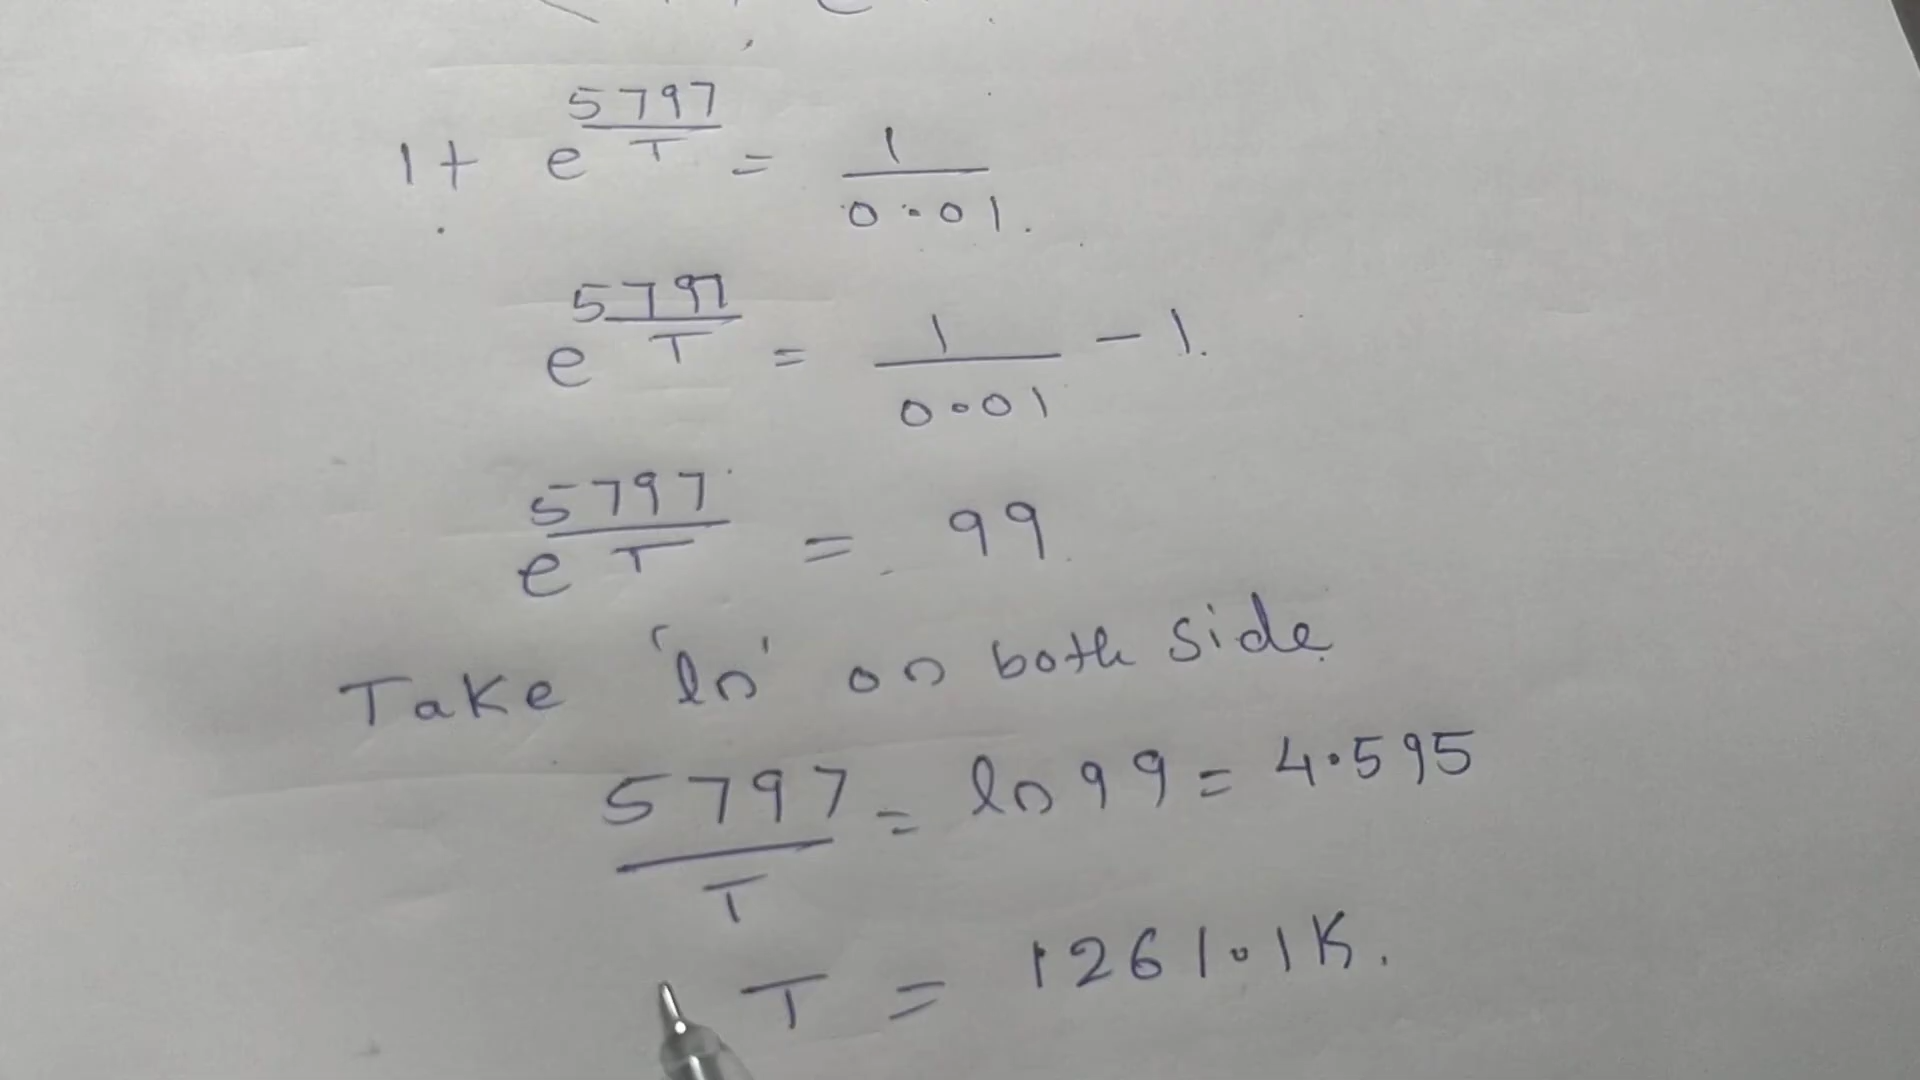 1 + e^(5797/T) = 1/0.01.
e^(5797/T) = 1/0.01 - 1.
e^(5797/T) = 99
Take 'ln' on both side
5797/T = ln 99 = 4.595
T = 1261.1K.